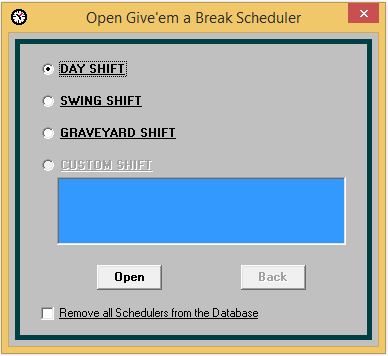 Open Give'em a Break Scheduler
DAY SHIFT
SWING SHIFT
GRAVEYARD SHIFT
CUSTOM SHIFT
Open Back
Remove all Schedulers from the Database